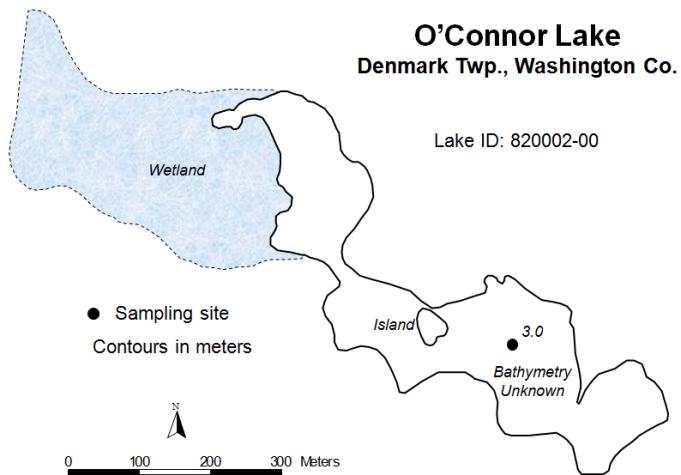 O'Connor Lake
Denmark Twp., Washington Co.
Lake ID: 820002-00
Wetland
Sampling site
Contours in meters
Island
3.0
Bathymetry
Unknown
N
0 100 200 300 Meters